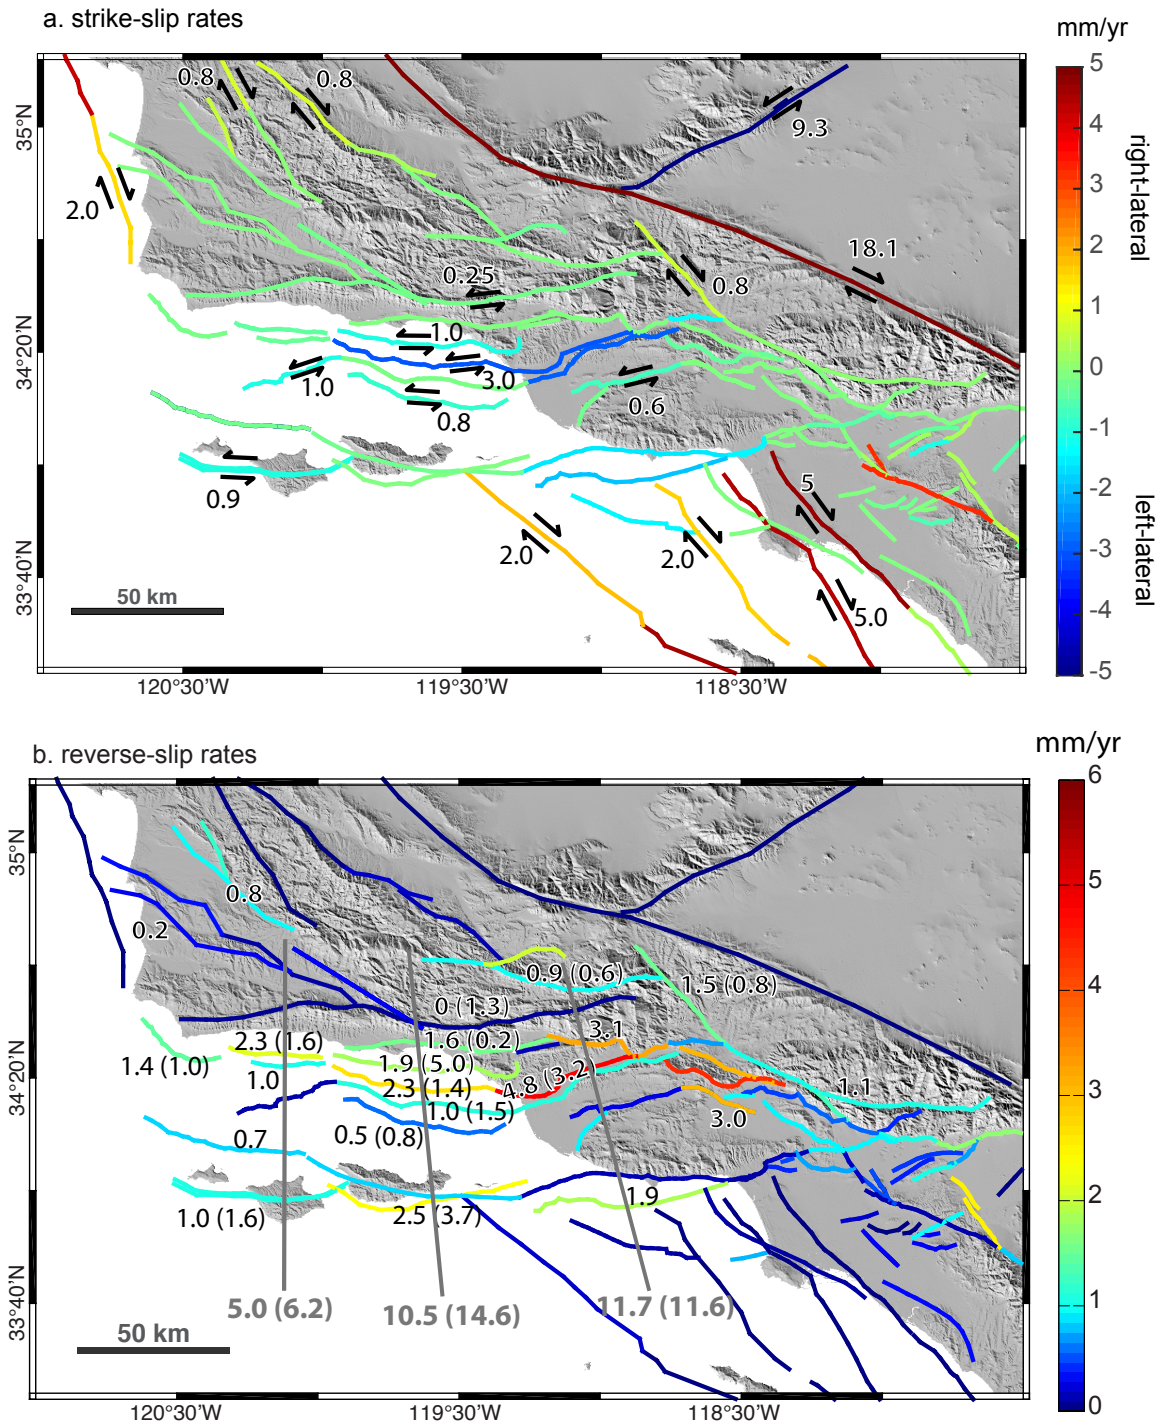 a. strike-slip rates
mm/yr
0.8
0.8
9.3
2.0
18.1
0.25
0.8
1.0
3.0
1.0
0.8
0.6
0.9
5
2.0
2.0
5.0
50 km
35°N
34°20'N
33°40'N
120°30'W
119°30'W
118°30'W
5
4
3
2
1
0
-1
-2
-3
-4
-5
right-lateral
left-lateral
b. reverse-slip rates
mm/yr
0.8
0.2
0.9 (0.6)
1.5 (0.8)
0 (1.3)
3.1
2.3 (1.6)
1.6 (0.2)
1.4 (1.0)
1.9 (5.0)
1.0
2.3 (1.4)
4.8 (3.2)
1.1
1.0 (1.5)
3.0
0.7
0.5 (0.8)
1.9
1.0 (1.6)
2.5 (3.7)
5.0 (6.2)
10.5 (14.6)
11.7 (11.6)
50 km
35°N
34°20'N
33°40'N
120°30'W
119°30'W
118°30'W
6
5
4
3
2
1
0